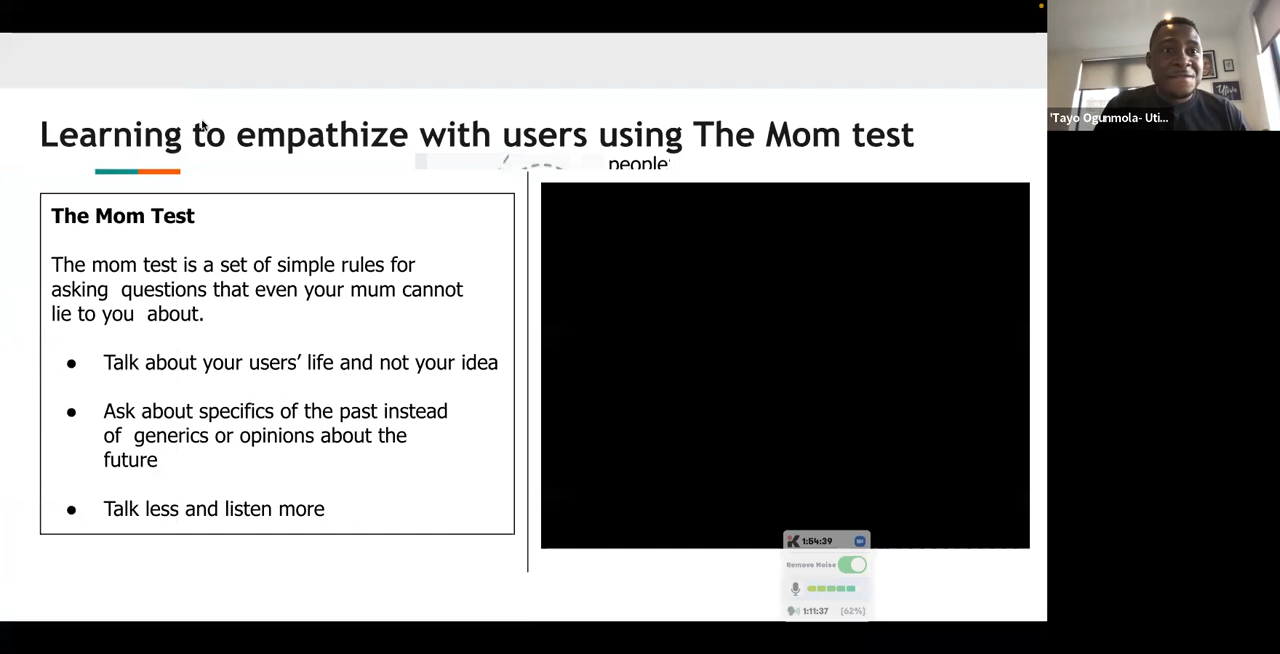 Learning to empathize with users using The Mom test
people
The Mom Test
The mom test is a set of simple rules for
asking questions that even your mum cannot
lie to you about.
● Talk about your users’ life and not your idea
● Ask about specifics of the past instead
of generics or opinions about the
future
● Talk less and listen more
1:54:39
Remove Noise
1:11:37 (62%)
'Tayo Ogunmola- Uti...